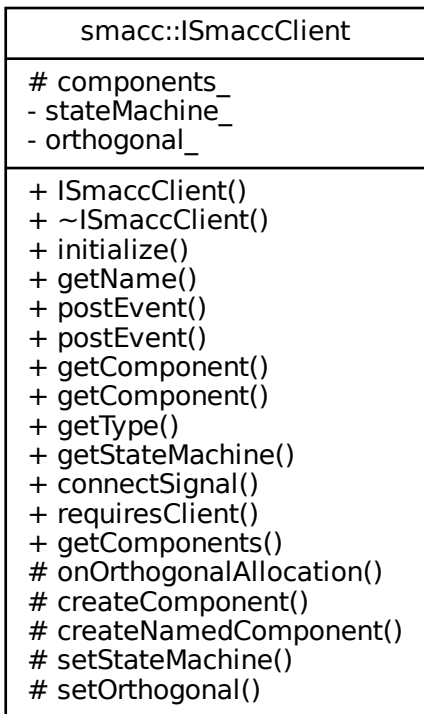 smacc::ISmaccClient
# components_
- stateMachine_
- orthogonal_
+ ISmaccClient()
+ ~ISmaccClient()
+ initialize()
+ getName()
+ postEvent()
+ postEvent()
+ getComponent()
+ getComponent()
+ getType()
+ getStateMachine()
+ connectSignal()
+ requiresClient()
+ getComponents()
# onOrthogonalAllocation()
# createComponent()
# createNamedComponent()
# setStateMachine()
# setOrthogonal()